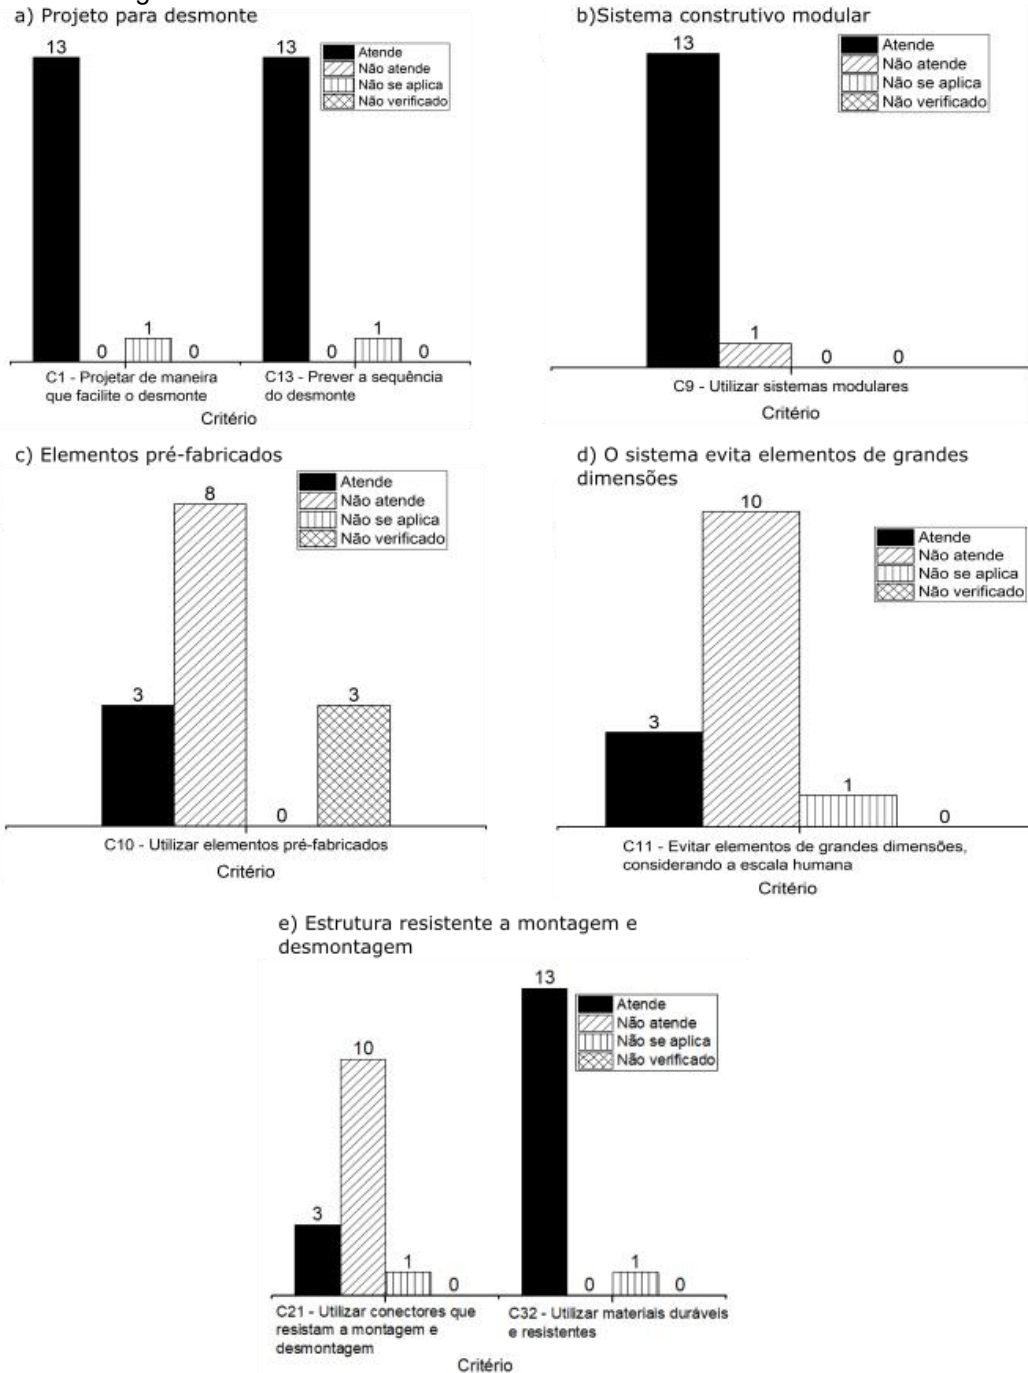 a) Projeto para desmonte
13
13
Atende
Não atende
Não se aplica
Não verificado
0
1
0
0
1
0
C1 - Projetar de maneira
que facilite o desmonte
C13 - Prever a sequência
do desmonte
Critério
b)Sistema construtivo modular
13
Atende
Não atende
Não se aplica
Não verificado
1
0
0
C9 - Utilizar sistemas modulares
Critério
c) Elementos pré-fabricados
8
Atende
Não atende
Não se aplica
Não verificado
3
3
0
C10 - Utilizar elementos pré-fabricados
Critério
d) O sistema evita elementos de grandes
dimensões
10
Atende
Não atende
Não se aplica
Não verificado
3
1
0
C11 - Evitar elementos de grandes dimensões,
considerando a escala humana
Critério
e) Estrutura resistente a montagem e
desmontagem
13
Atende
Não atende
Não se aplica
Não verificado
10
3
1
0
0
1
0
C21 - Utilizar conectores que
resistam a montagem e
desmontagem
C32 - Utilizar materiais duráveis
e resistentes
Critério